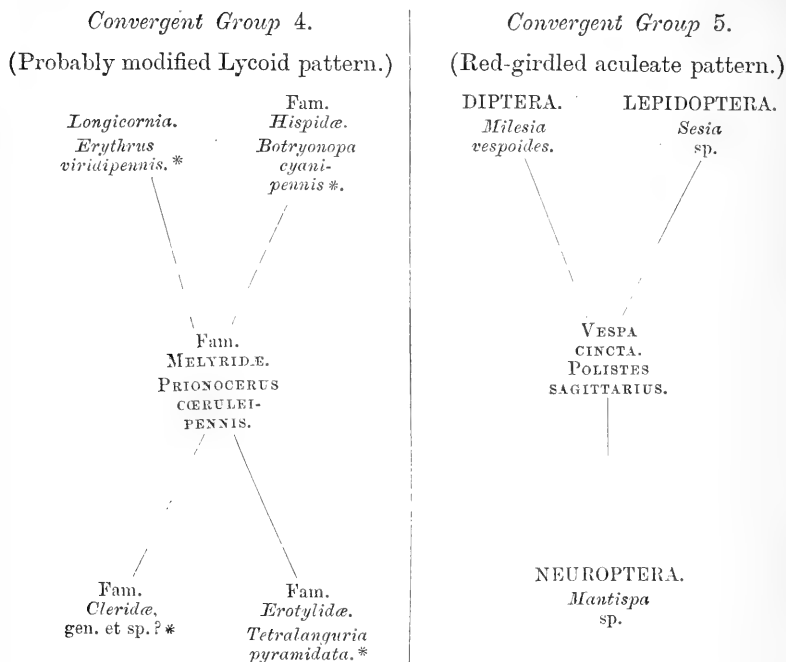 Convergent Group 4.
(Probably modified Lycoid pattern.)
Longicornia.
Erythrus
viridipennis.*
Fam.
Hispidæ.
Botryonopa
cyani-
pennis *.
Fam.
MELYRIDÆ.
PRIONOCERUS
CŒRULEI-
PENNIS.
Fam.
Cleridæ,
gen. et sp.? *
Fam.
Erotylidæ.
Tetralanguria
pyramidata.*
Convergent Group 5.
(Red-girdled aculeate pattern.)
DIPTERA.
Milesia
vespoides.
LEPIDOPTERA.
Sesia
sp.
VESPA
CINCTA.
POLISTES
SAGITTARIUS.
NEUROPTERA.
Mantispa
sp.